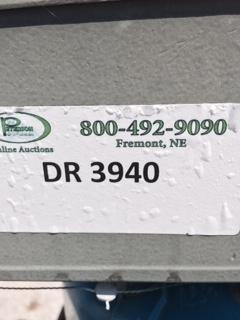 800-492-9090
Fremont, NE
nline Auctions
DR 3940